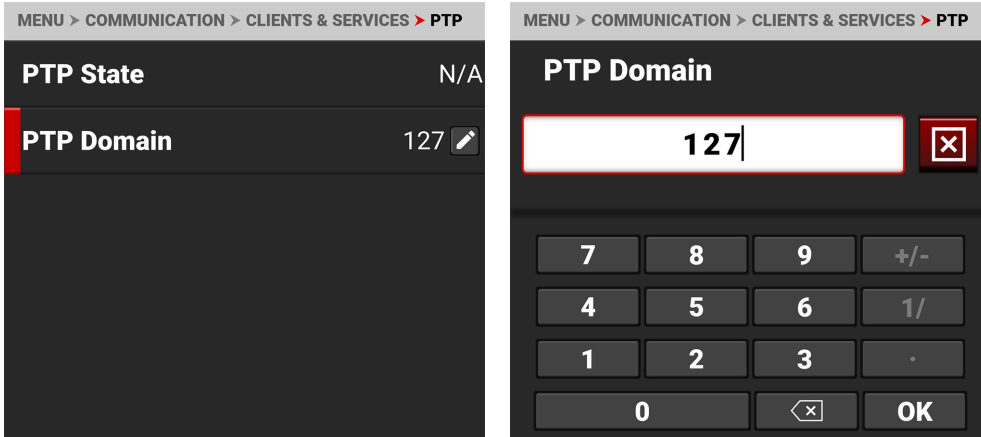 MENU > COMMUNICATION > CLIENTS & SERVICES > PTP
PTP State N/A
PTP Domain 127
MENU > COMMUNICATION > CLIENTS & SERVICES > PTP
PTP Domain
127
7 8 9 +/-
4 5 6 1/
1 2 3 .
0 OK